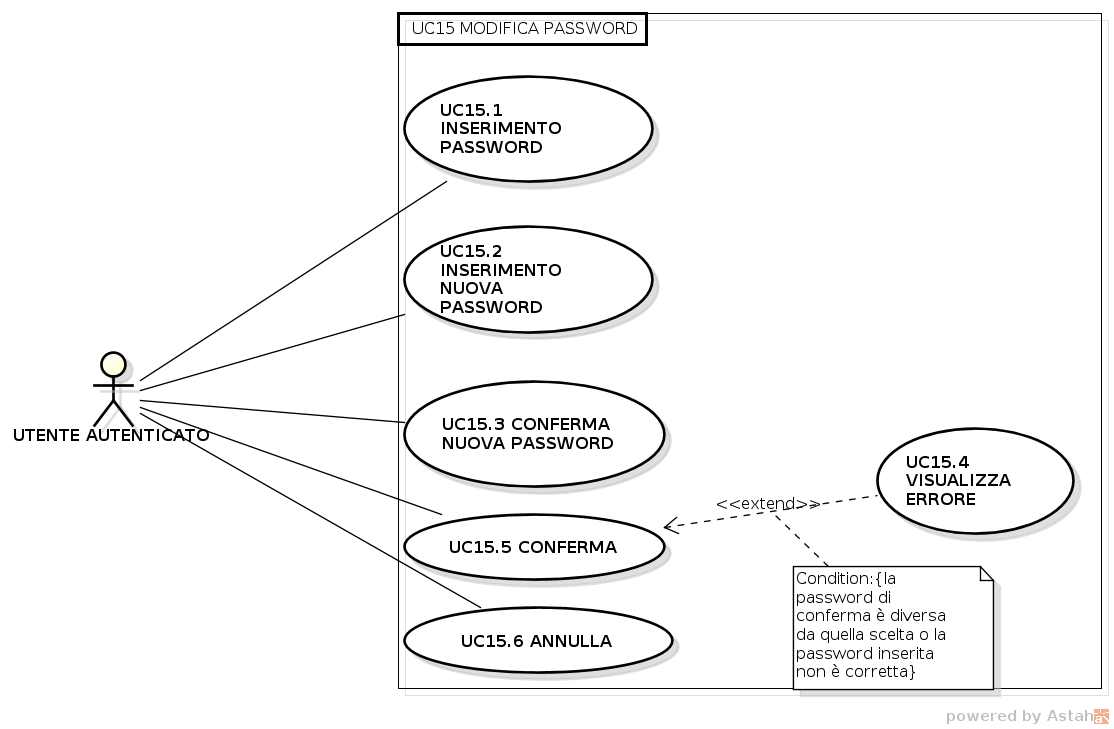 UC15 MODIFICA PASSWORD
UC15.1
INSERIMENTO
PASSWORD
UC15.2
INSERIMENTO
NUOVA
PASSWORD
UTENTE AUTENTICATO
UC15.3 CONFERMA
NUOVA PASSWORD
UC15.4
VISUALIZZA
ERRORE
<<extend>>
UC15.5 CONFERMA
Condition:{la
password di
conferma è diversa
da quella scelta o la
password inserita
non è corretta}
UC15.6 ANNULLA
powered by Astah